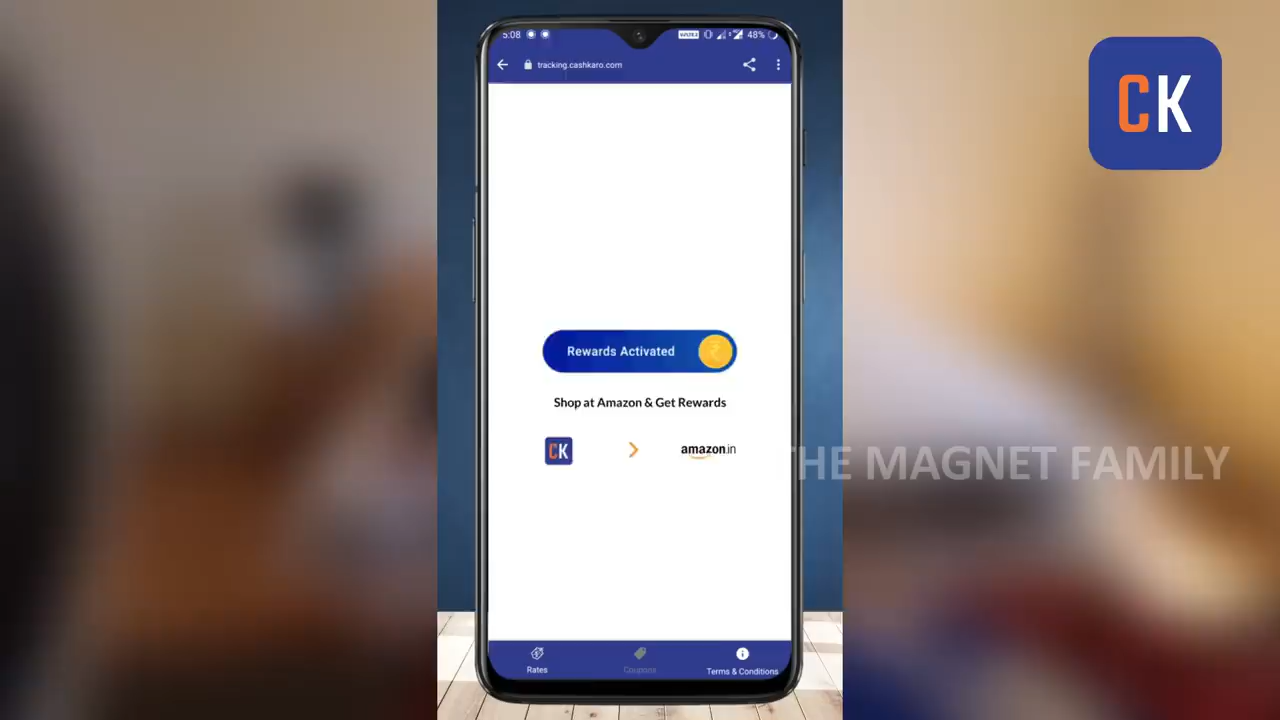 5:08
48%
tracking.cashkaro.com
CK
Rewards Activated
Shop at Amazon & Get Rewards
CK
amazon.in
THE MAGNET FAMILY
Rates
Coupons
Terms & Conditions